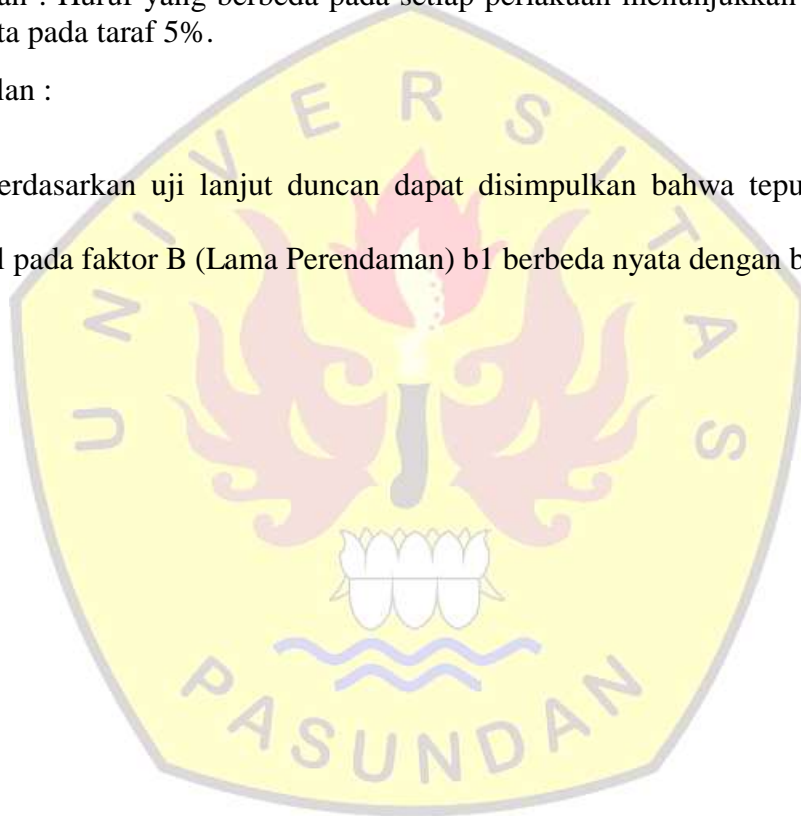 an : Huruf yang berbeda pada setiap perlakuan menunjukkan
ta pada taraf 5%.
lan :
erdasarkan uji lanjut duncan dapat disimpulkan bahwa tepu
pada faktor B (Lama Perendaman) b1 berbeda nyata dengan b
UNIVERSITAS
PASUNDAN